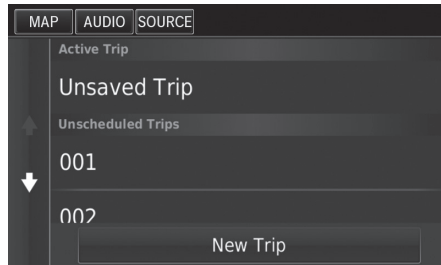 MAP AUDIO SOURCE
Active Trip
Unsaved Trip
Unscheduled Trips
001
002
New Trip